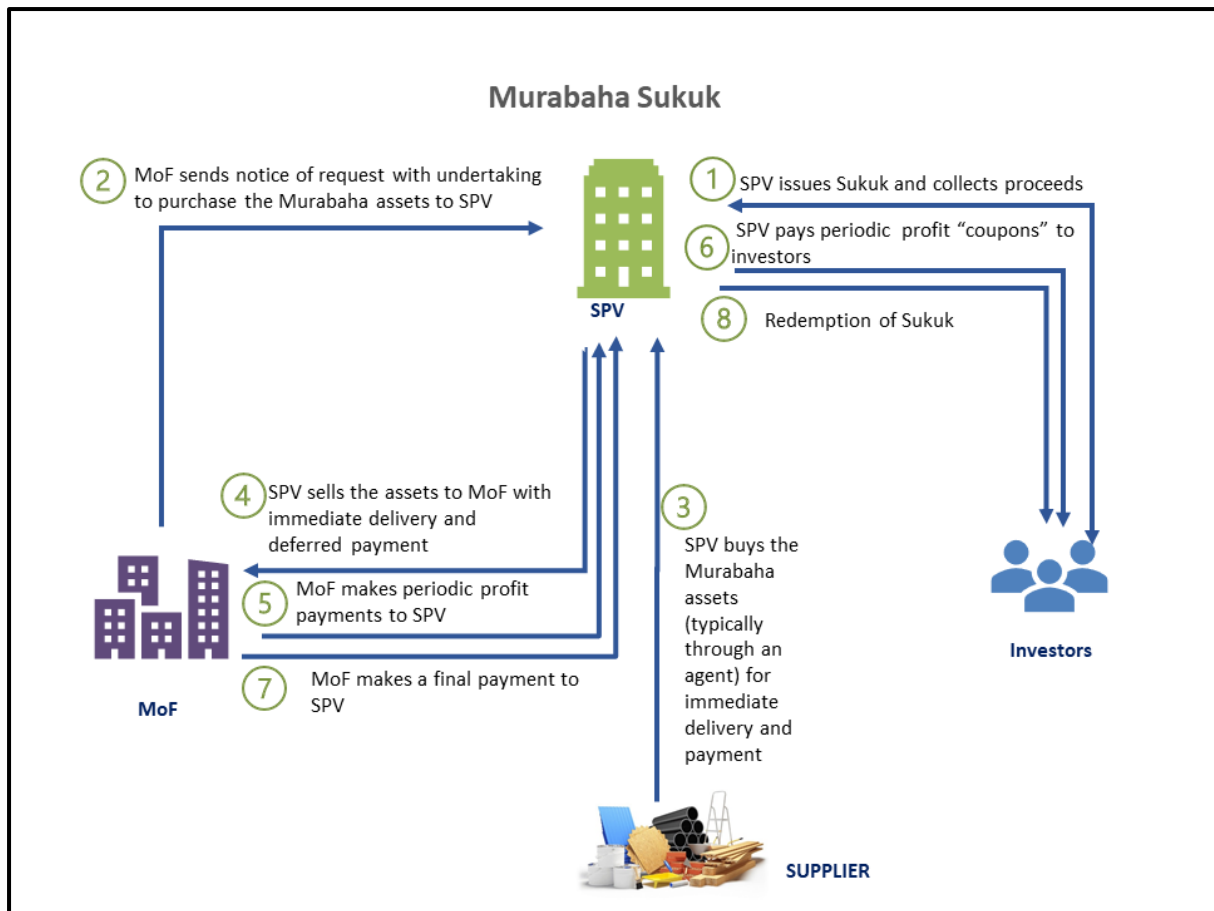 Murabaha Sukuk
2
MoF sends notice of request with undertaking
to purchase the Murabaha assets to SPV
1
SPV issues Sukuk and collects proceeds
6
SPV pays periodic profit “coupons” to
investors
8
Redemption of Sukuk
SPV
4
SPV sells the assets to MoF with
immediate delivery and
deferred payment
5
MoF makes periodic profit
payments to SPV
7
MoF makes a final payment to
SPV
MoF
3
SPV buys the
Murabaha
assets
(typically
through an
agent) for
immediate
delivery and
payment
Investors
SUPPLIER